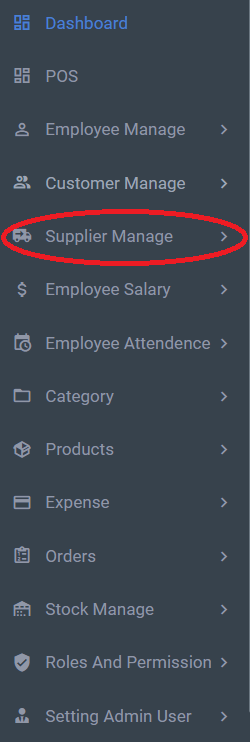 Dashboard
POS
Employee Manage
Customer Manage
Supplier Manage
Employee Salary
Employee Attendence
Category
Products
Expense
Orders
Stock Manage
Roles And Permission
Setting Admin User